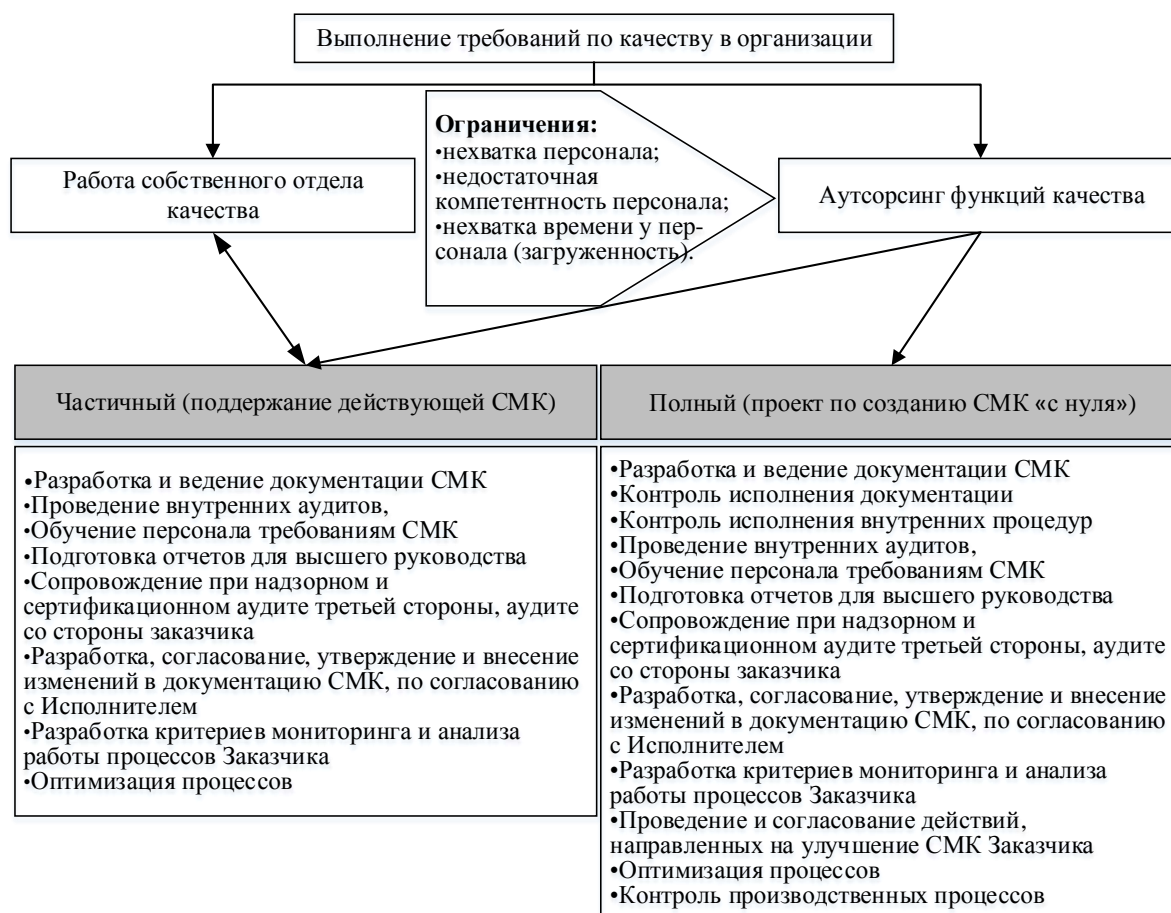 Выполнение требований по качеству в организации
Ограничения:
•нехватка персонала;
•недостаточная
компетентность персонала;
•нехватка времени у пер-
сонала (загруженность).
Работа собственного отдела
качества
Аутсорсинг функций качества
Частичный (поддержание действующей СМК)
•Разработка и ведение документации СМК
•Проведение внутренних аудитов,
•Обучение персонала требованиям СМК
•Подготовка отчетов для высшего руководства
•Сопровождение при надзорном и
сертификационном аудите третьей стороны, аудите
со стороны заказчика
•Разработка, согласование, утверждение и внесение
изменений в документацию СМК, по согласованию
с Исполнителем
•Разработка критериев мониторинга и анализа
работы процессов Заказчика
•Оптимизация процессов
Полный (проект по созданию СМК «с нуля»)
•Разработка и ведение документации СМК
•Контроль исполнения документации
•Контроль исполнения внутренних процедур
•Проведение внутренних аудитов,
•Обучение персонала требованиям СМК
•Подготовка отчетов для высшего руководства
•Сопровождение при надзорном и
сертификационном аудите третьей стороны, аудите
со стороны заказчика
•Разработка, согласование, утверждение и внесение
изменений в документацию СМК, по согласованию
с Исполнителем
•Разработка критериев мониторинга и анализа
работы процессов Заказчика
•Проведение и согласование действий,
направленных на улучшение СМК Заказчика
•Оптимизация процессов
•Контроль производственных процессов